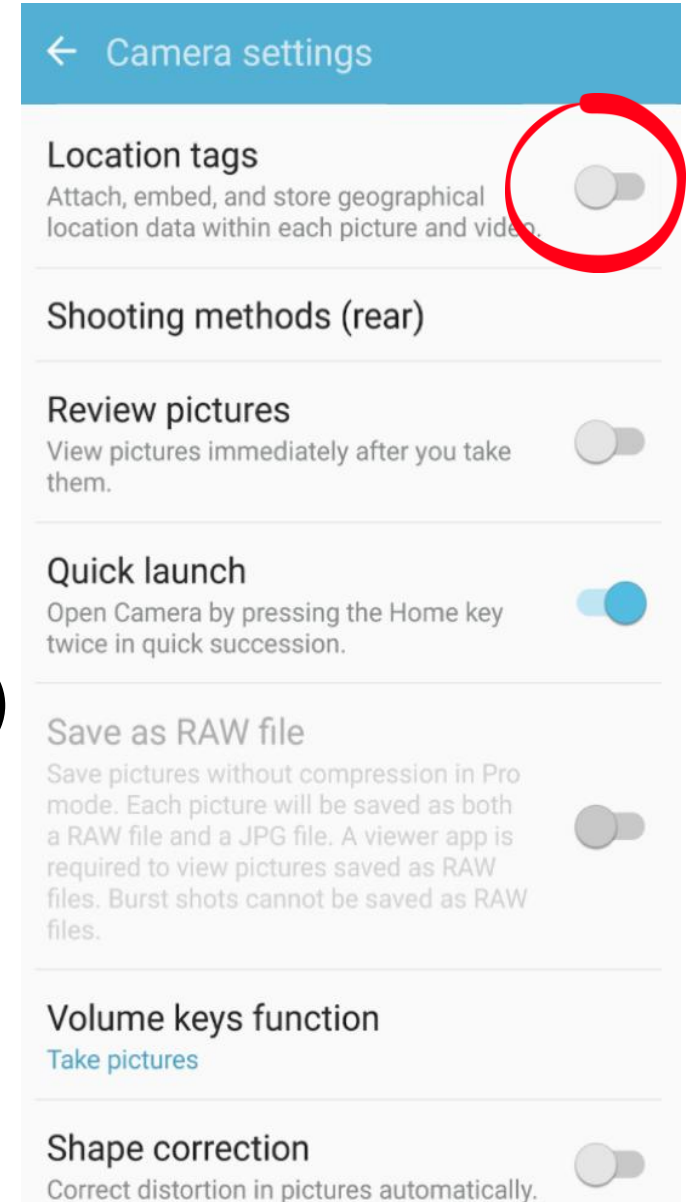 Camera settings
Location tags
Attach, embed, and store geographical
location data within each picture and video.
Shooting methods (rear)
Review pictures
View pictures immediately after you take
them.
Quick launch
Open Camera by pressing the Home key
twice in quick succession.
Save as RAW file
Save pictures without compression in Pro
mode. Each picture will be saved as both
a RAW file and a JPG file. A viewer app is
required to view pictures saved as RAW
files. Burst shots cannot be saved as RAW
files.
Volume keys function
Take pictures
Shape correction
Correct distortion in pictures automatically.